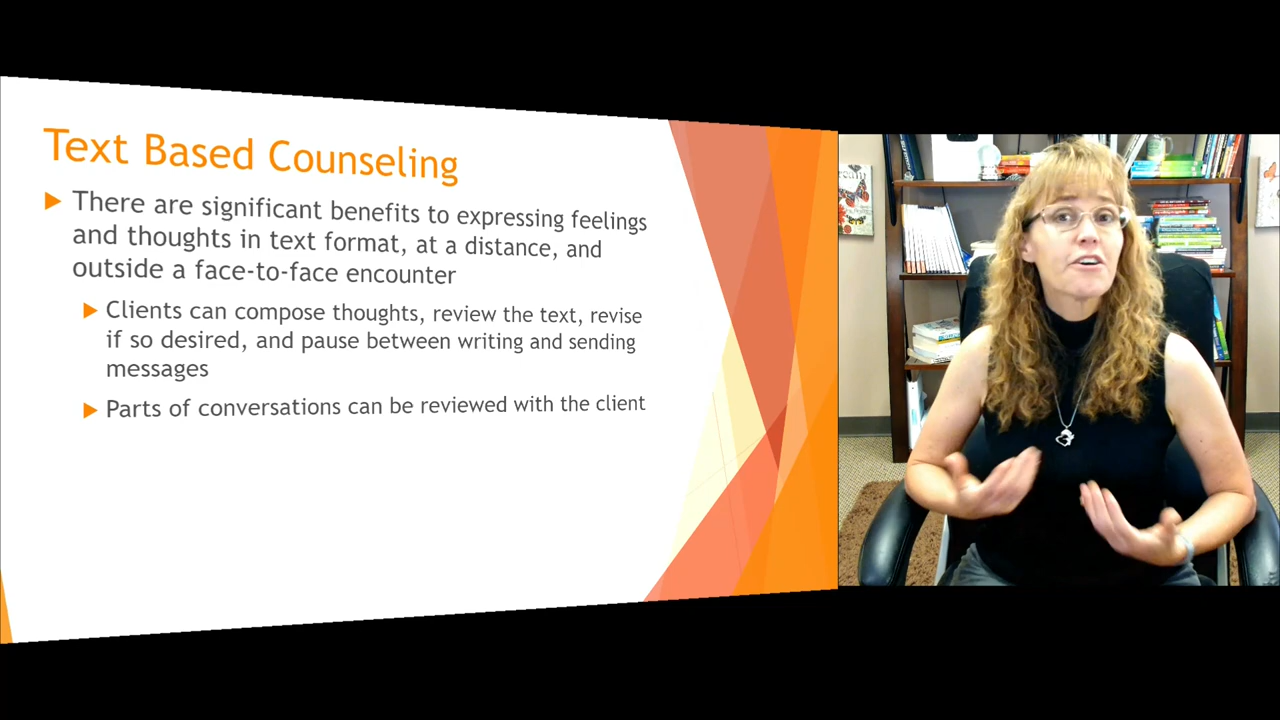 Text Based Counseling
There are significant benefits to expressing feelings
and thoughts in text format, at a distance, and
outside a face-to-face encounter
Clients can compose thoughts, review the text, revise
if so desired, and pause between writing and sending
messages
Parts of conversations can be reviewed with the client